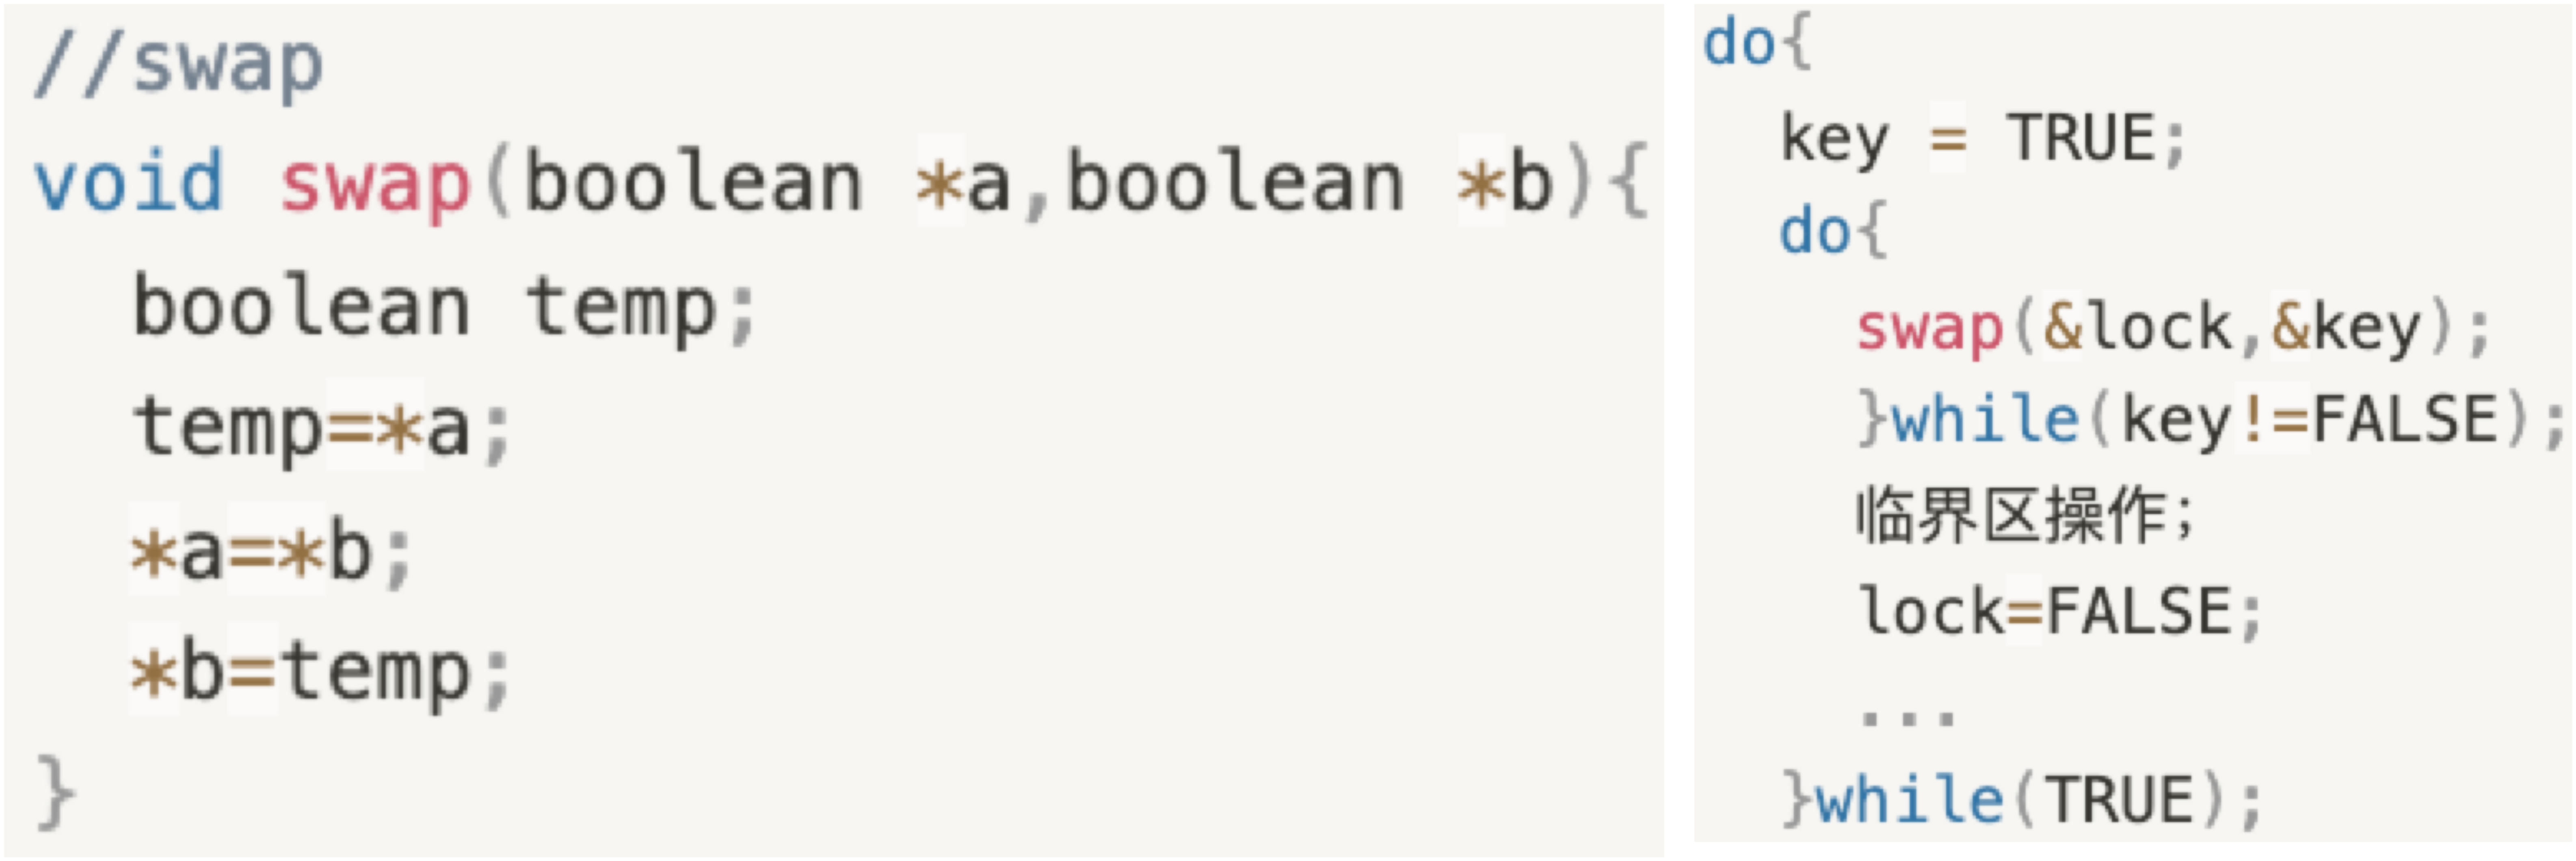 //swap
void swap(boolean *a,boolean *b){
boolean temp;
temp=*a;
*a=*b;
*b=temp;
}
do{
key = TRUE;
do{
swap(&lock,&key);
}while(key!=FALSE);
临界区操作；
lock=FALSE;
...
}while(TRUE);